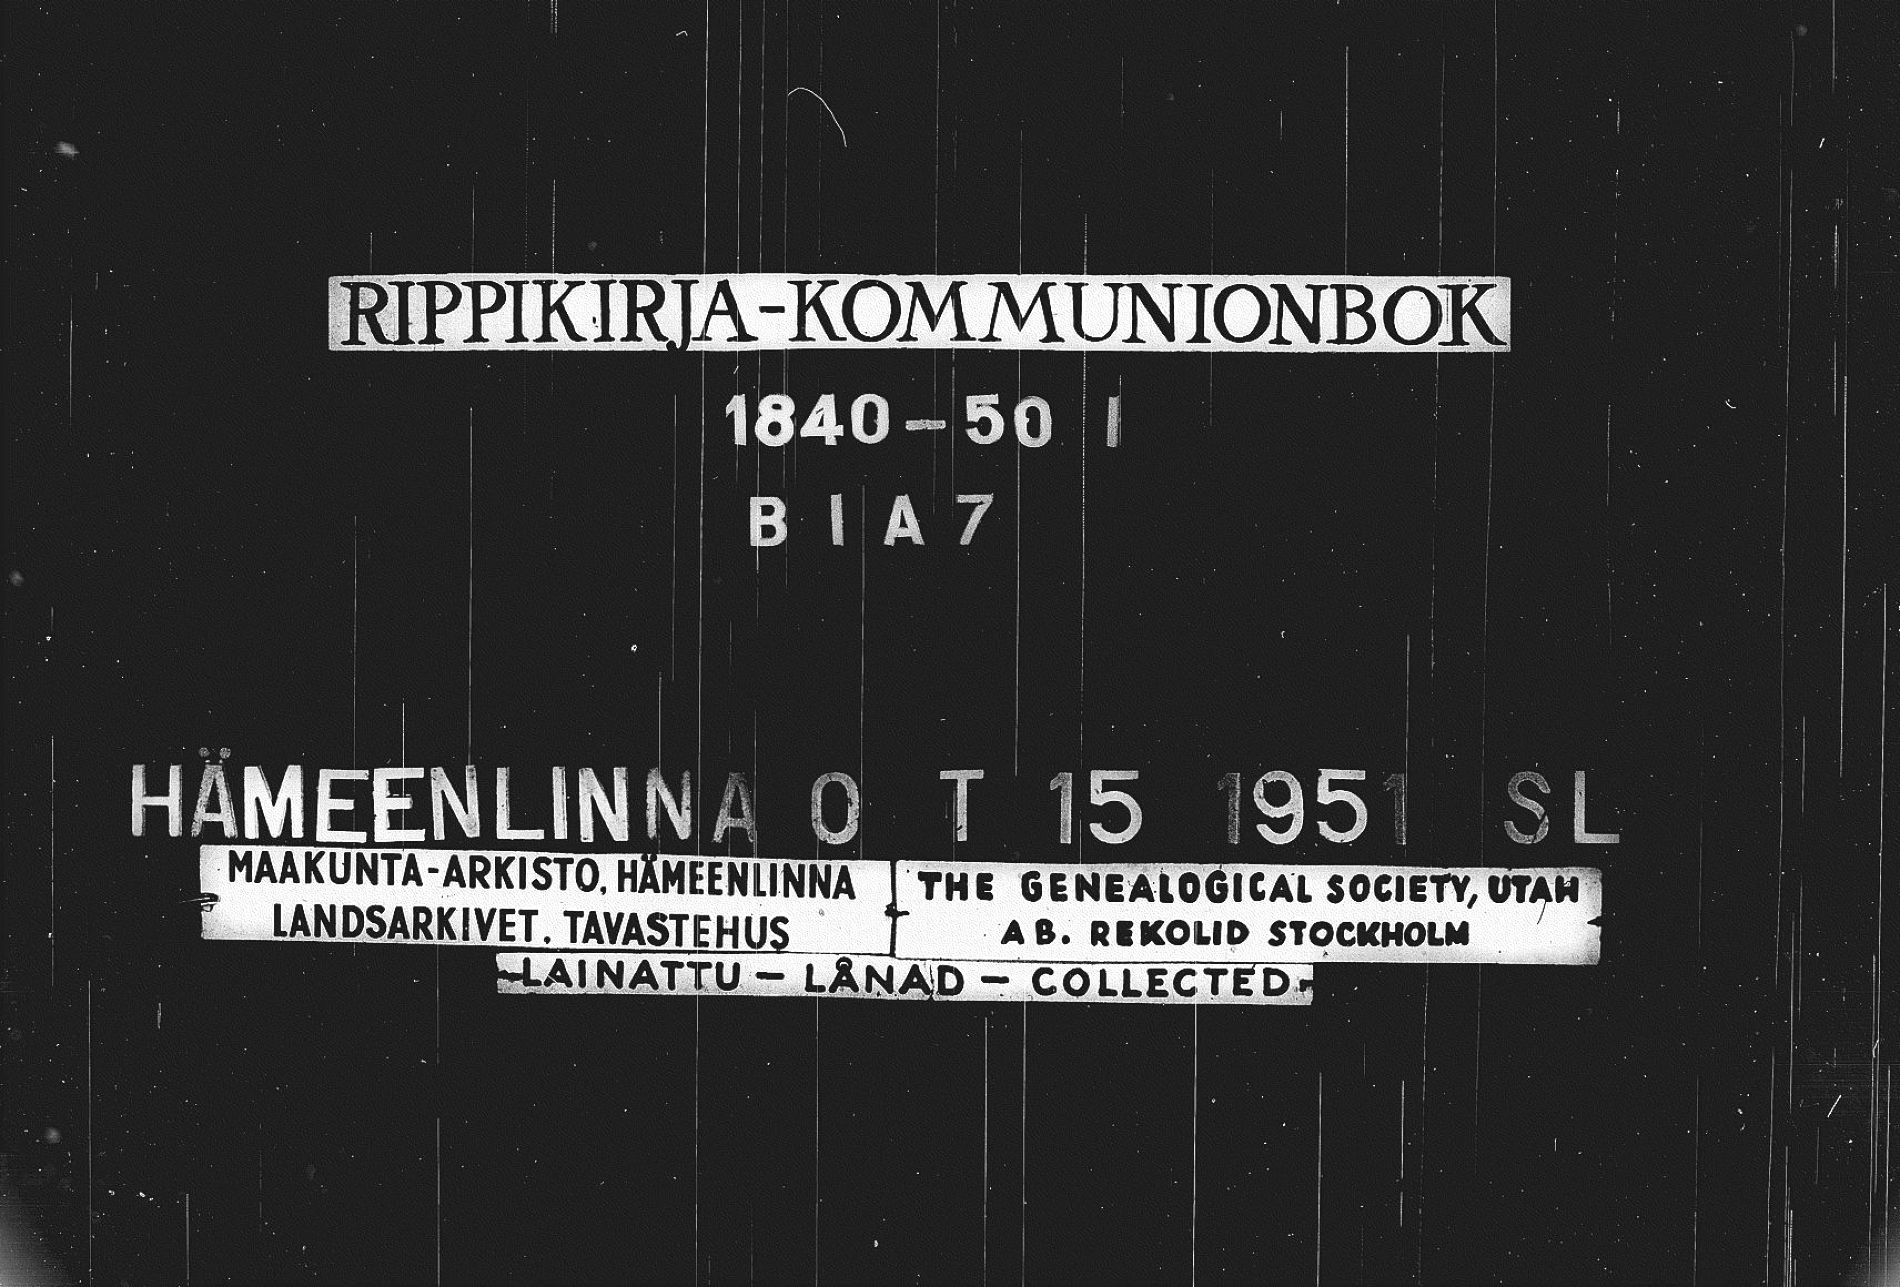 RIPPIKIRJA-KOMMUNIONBOK
1840-50 I
B I A 7
HÄMEENLINNA O T 15 1951 SL
MAAKUNTA-ARKISTO, HÄMEENLINNA
LANDSARKIVET, TAVASTEHUS
THE GENEALOGICAL SOCIETY, UTAH
AB. REKOLID STOCKHOLM
LAINATTU - LÅNAD - COLLECTED